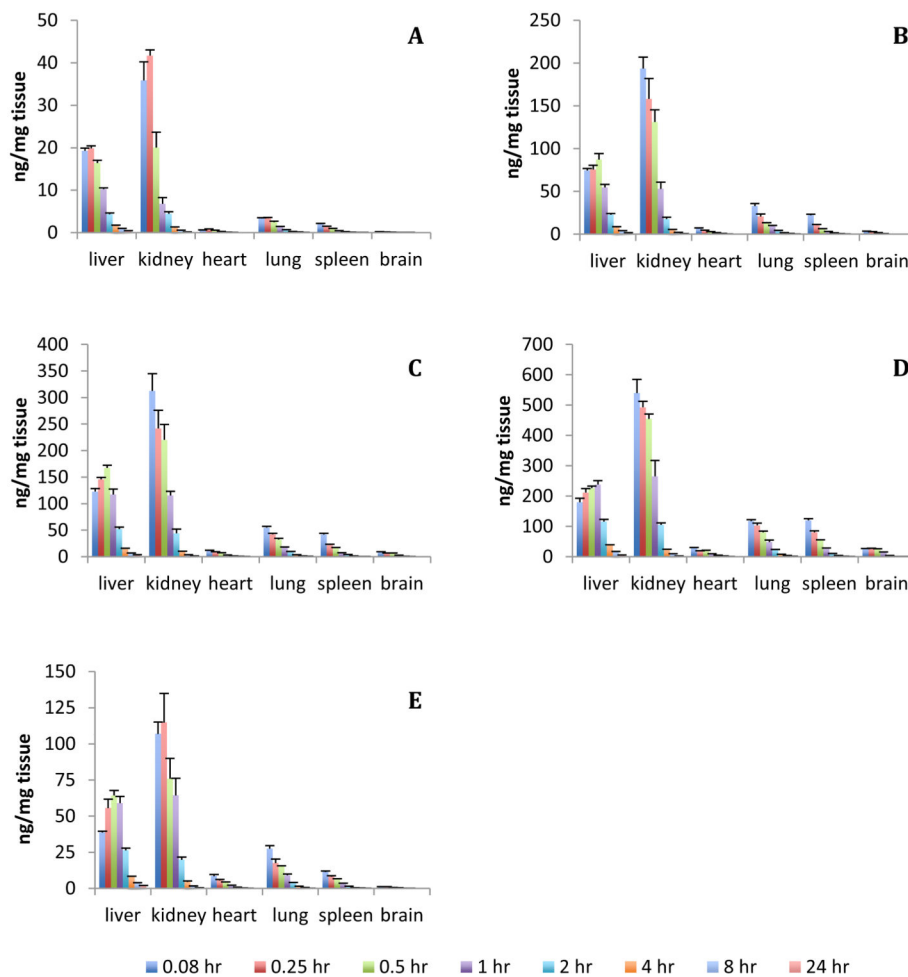 A
ng/mg tissue
50
40
30
20
10
0
liver kidney heart lung spleen brain
B
ng/mg tissue
250
200
150
100
50
0
liver kidney heart lung spleen brain
C
ng/mg tissue
400
350
300
250
200
150
100
50
0
liver kidney heart lung spleen brain
D
ng/mg tissue
700
600
500
400
300
200
100
0
liver kidney heart lung spleen brain
E
ng/mg tissue
150
125
100
75
50
25
0
liver kidney heart lung spleen brain
0.08 hr 0.25 hr 0.5 hr 1 hr 2 hr 4 hr 8 hr 24 hr